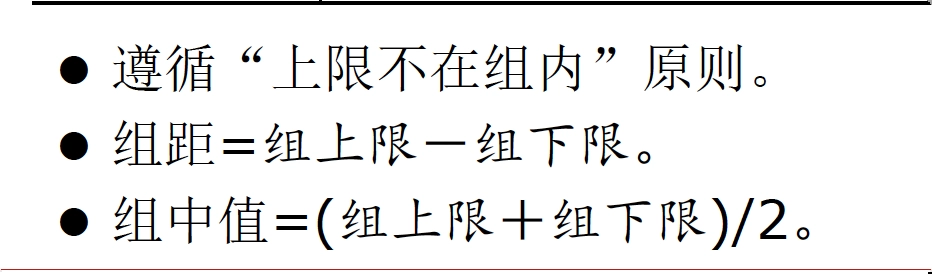 ● 遵循“上限不在组内”原则。
● 组距=组上限－组下限。
● 组中值=(组上限＋组下限)/2。